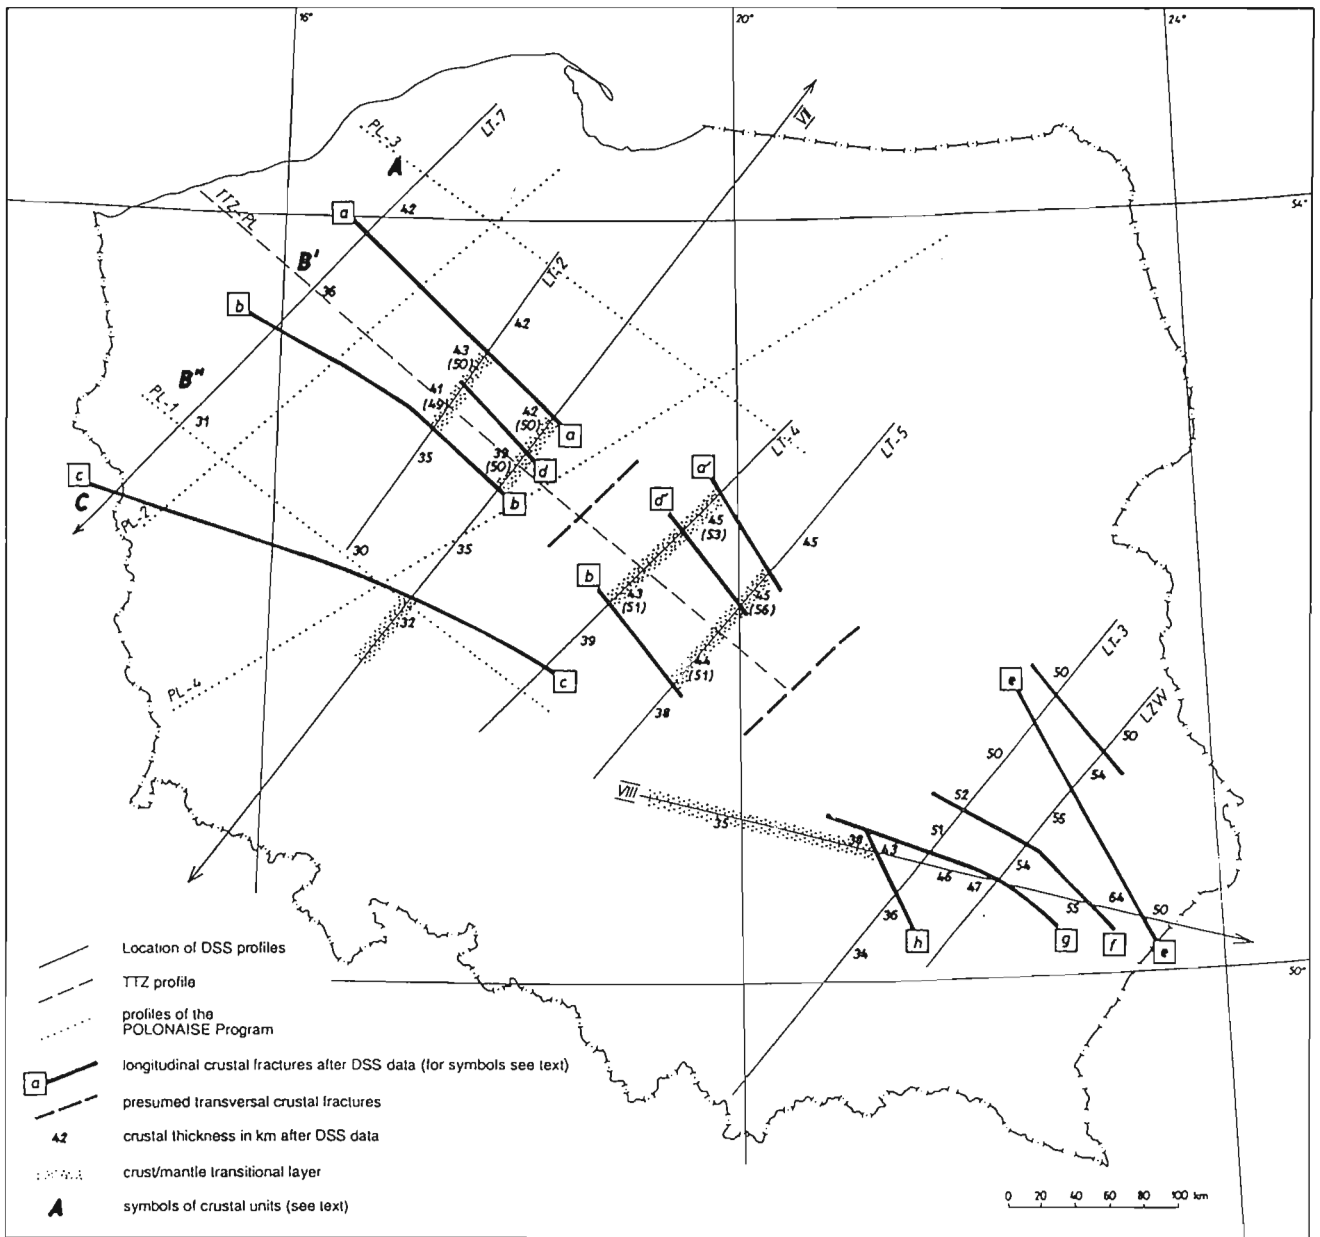 16°
20°
24°
PL-3
LT-7
VII
A
TTZ-PL
a
42
54°
B'
36
LT-2
b
42
B"
43
(50)
41
(49)
PL-1
31
42
(50)
a
35
39
(50)
d
LT-4
LT-5
c
C
b
a'
d'
PL-2
45
(53)
45
30
35
b
43
(51)
45
(56)
32
39
44
(51)
LT-3
PL-4
c
38
e
50
LZW
50
50
54
VIII
52
55
35
51
38
43
54
46
47
64
36
55
50
h
g
f
e
34
50°
Location of DSS profiles
TTZ profile
profiles of the
POLONAISE Program
a
longitudinal crustal fractures after DSS data (for symbols see text)
presumed transversal crustal fractures
42
crustal thickness in km after DSS data
crust/mantle transitional layer
A
symbols of crustal units (see text)
0 20 40 60 80 100 km